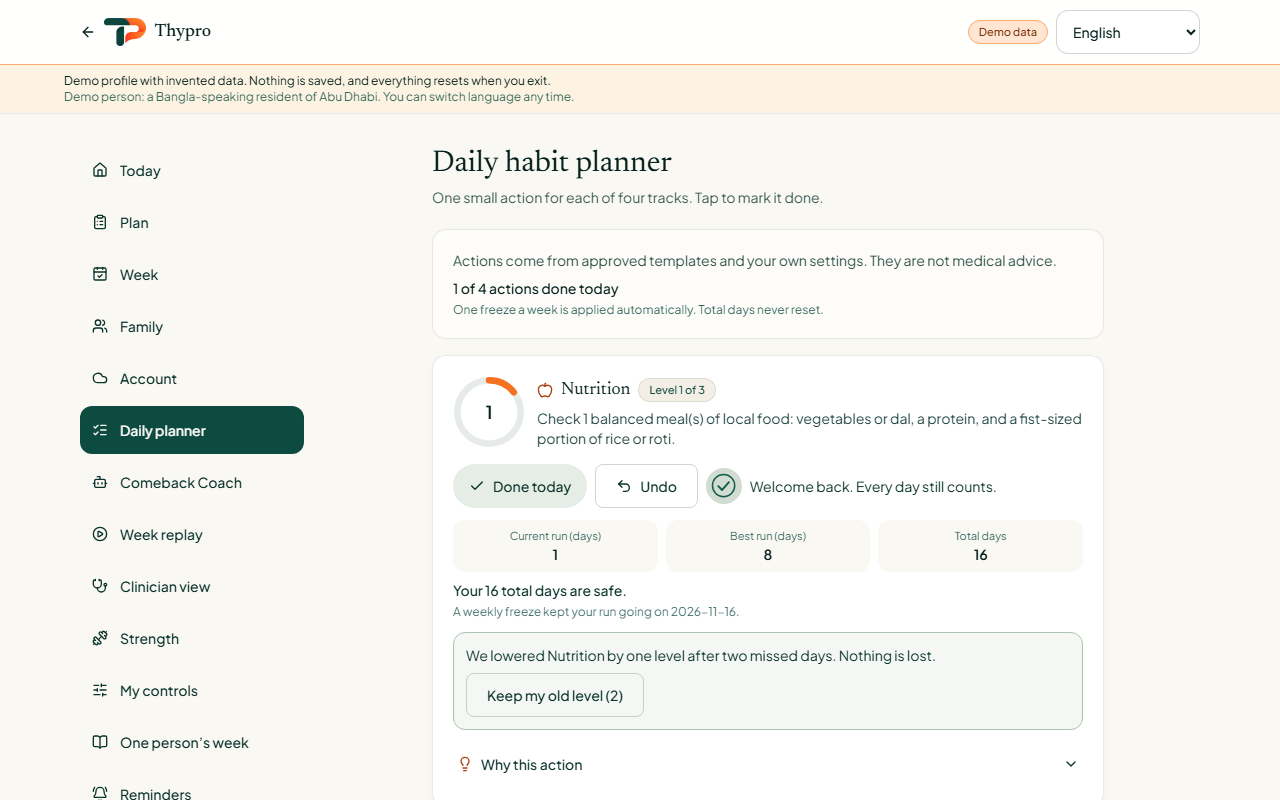 Thypro
Demo data
English
Demo profile with invented data. Nothing is saved, and everything resets when you exit.
Demo person: a Bangla-speaking resident of Abu Dhabi. You can switch language any time.
Today
Plan
Week
Family
Account
Daily planner
Comeback Coach
Week replay
Clinician view
Strength
My controls
One person's week
Reminders
Daily habit planner
One small action for each of four tracks. Tap to mark it done.
Actions come from approved templates and your own settings. They are not medical advice.
1 of 4 actions done today
One freeze a week is applied automatically. Total days never reset.
1
Nutrition
Level 1 of 3
Check 1 balanced meal(s) of local food: vegetables or dal, a protein, and a fist-sized
portion of rice or roti.
Done today
Undo
Welcome back. Every day still counts.
Current run (days)
1
Best run (days)
8
Total days
16
Your 16 total days are safe.
A weekly freeze kept your run going on 2026-11-16.
We lowered Nutrition by one level after two missed days. Nothing is lost.
Keep my old level (2)
Why this action